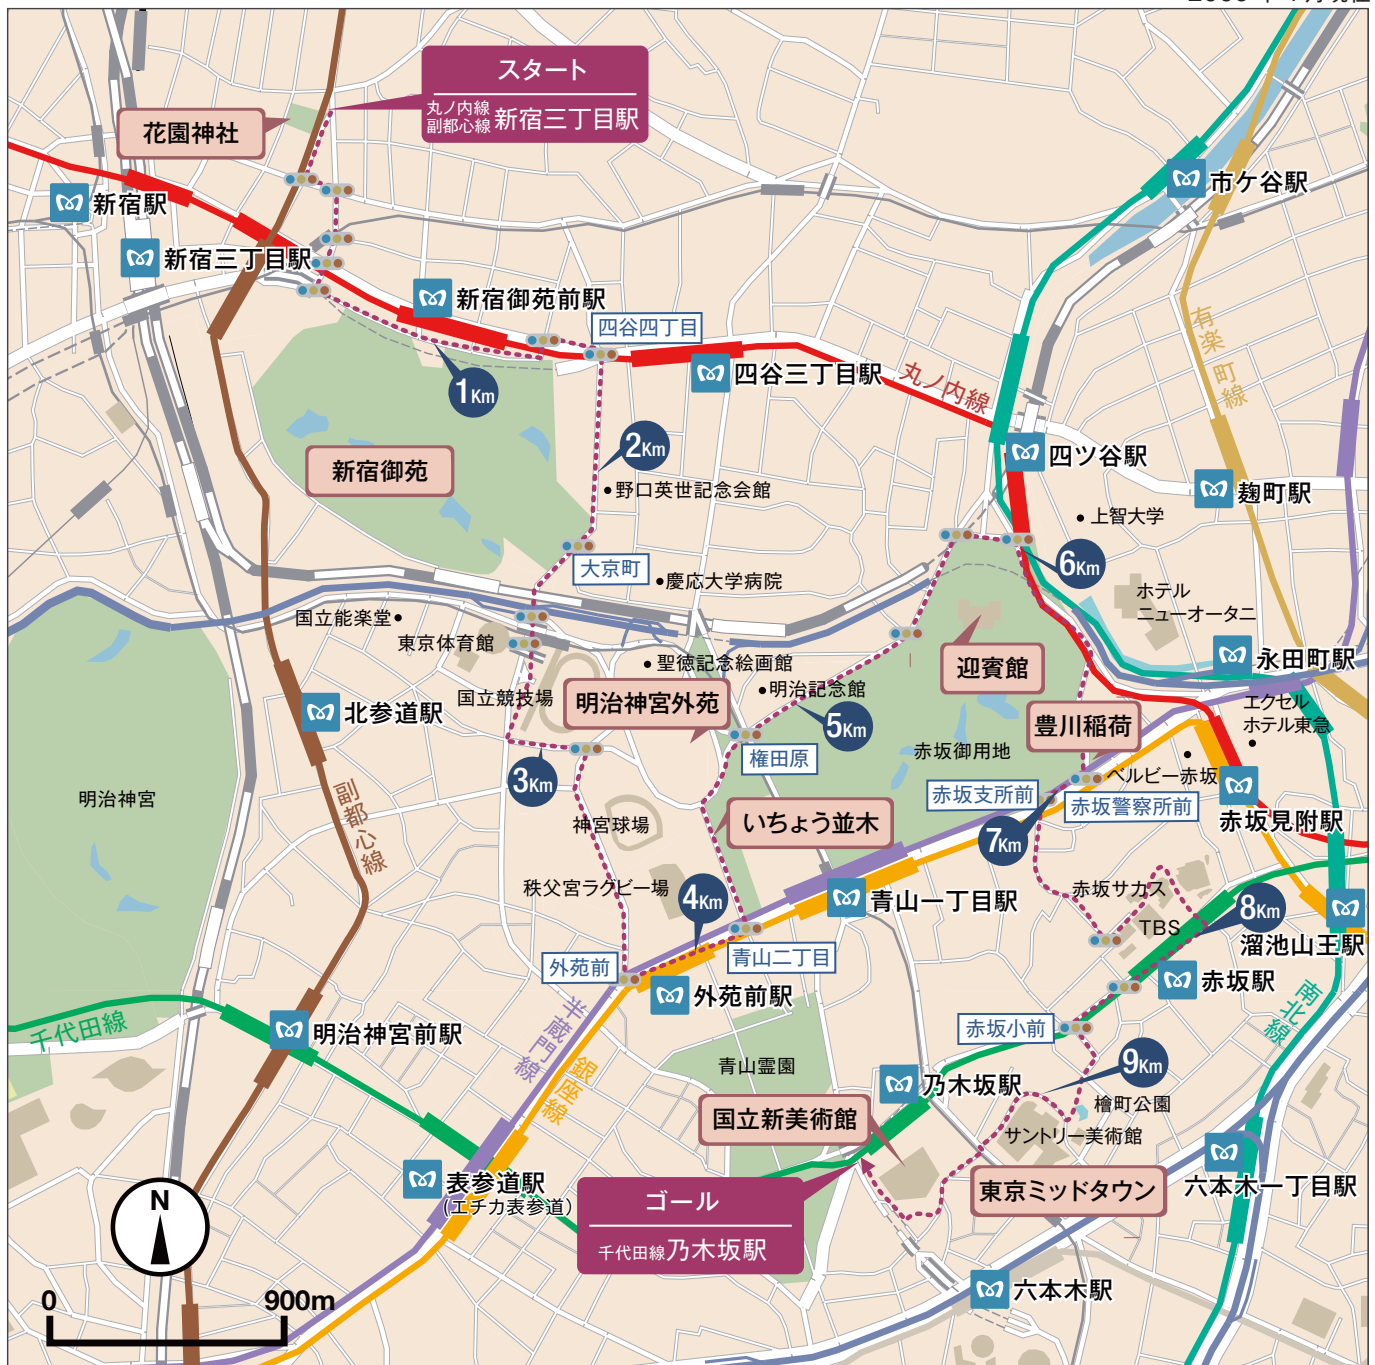 スタート
丸ノ内線
副都心線
新宿三丁目駅
花園神社
新宿駅
市ケ谷駅
新宿三丁目駅
新宿御苑前駅
四谷四丁目
有楽町線
四谷三丁目駅
丸ノ内線
1Km
2Km
新宿御苑
四ツ谷駅
麹町駅
野口英世記念会館
上智大学
6Km
大京町
慶応大学病院
ホテル
ニューオータニ
国立能楽堂
東京体育館
聖徳記念絵画館
迎賓館
永田町駅
国立競技場
明治神宮外苑
明治記念館
エクセル
ホテル東急
北参道駅
5Km
豊川稲荷
権田原
赤坂御用地
ベルビー赤坂
3Km
明治神宮
副都心線
赤坂支所前
赤坂警察所前
赤坂見附駅
神宮球場
いちょう並木
7Km
秩父宮ラグビー場
4Km
青山一丁目駅
赤坂サカス
8Km
TBS
溜池山王駅
青山二丁目
外苑前
外苑前駅
赤坂駅
南北線
千代田線
明治神宮前駅
半蔵門線
銀座線
赤坂小前
青山霊園
9Km
乃木坂駅
檜町公園
国立新美術館
サントリー美術館
表参道駅
(エチカ表参道)
東京ミッドタウン
六本木一丁目駅
ゴール
千代田線乃木坂駅
N
六本木駅
0
900m